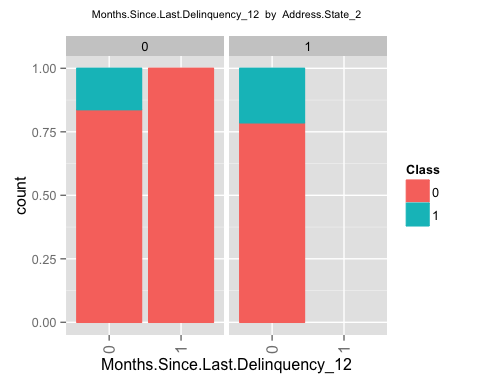 Months.Since.Last.Delinquency_12 by Address.State_2
0 1
1.00
0.75
0.50
0.25
0.00
count
0 1 0 1
Months.Since.Last.Delinquency_12
Class
0
1